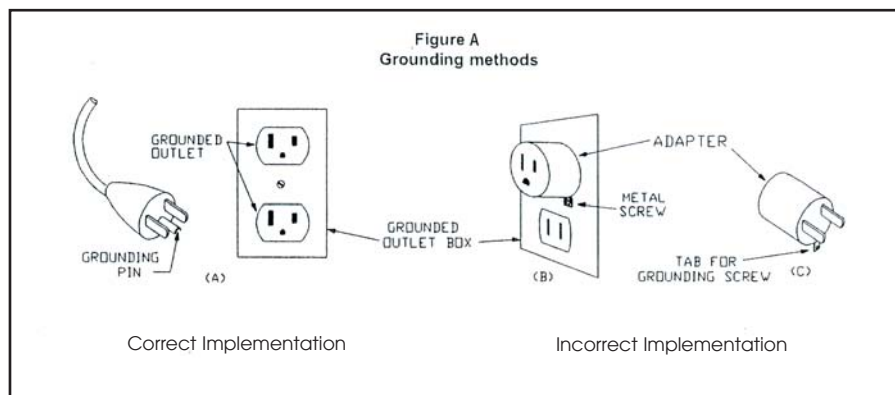 Figure A
Grounding methods
GROUNDED
OUTLET
GROUNDING
PIN
(A)
GROUNDED
OUTLET BOX
ADAPTER
METAL
SCREW
(B)
TAB FOR
GROUNDING SCREW
(C)
Correct Implementation
Incorrect Implementation